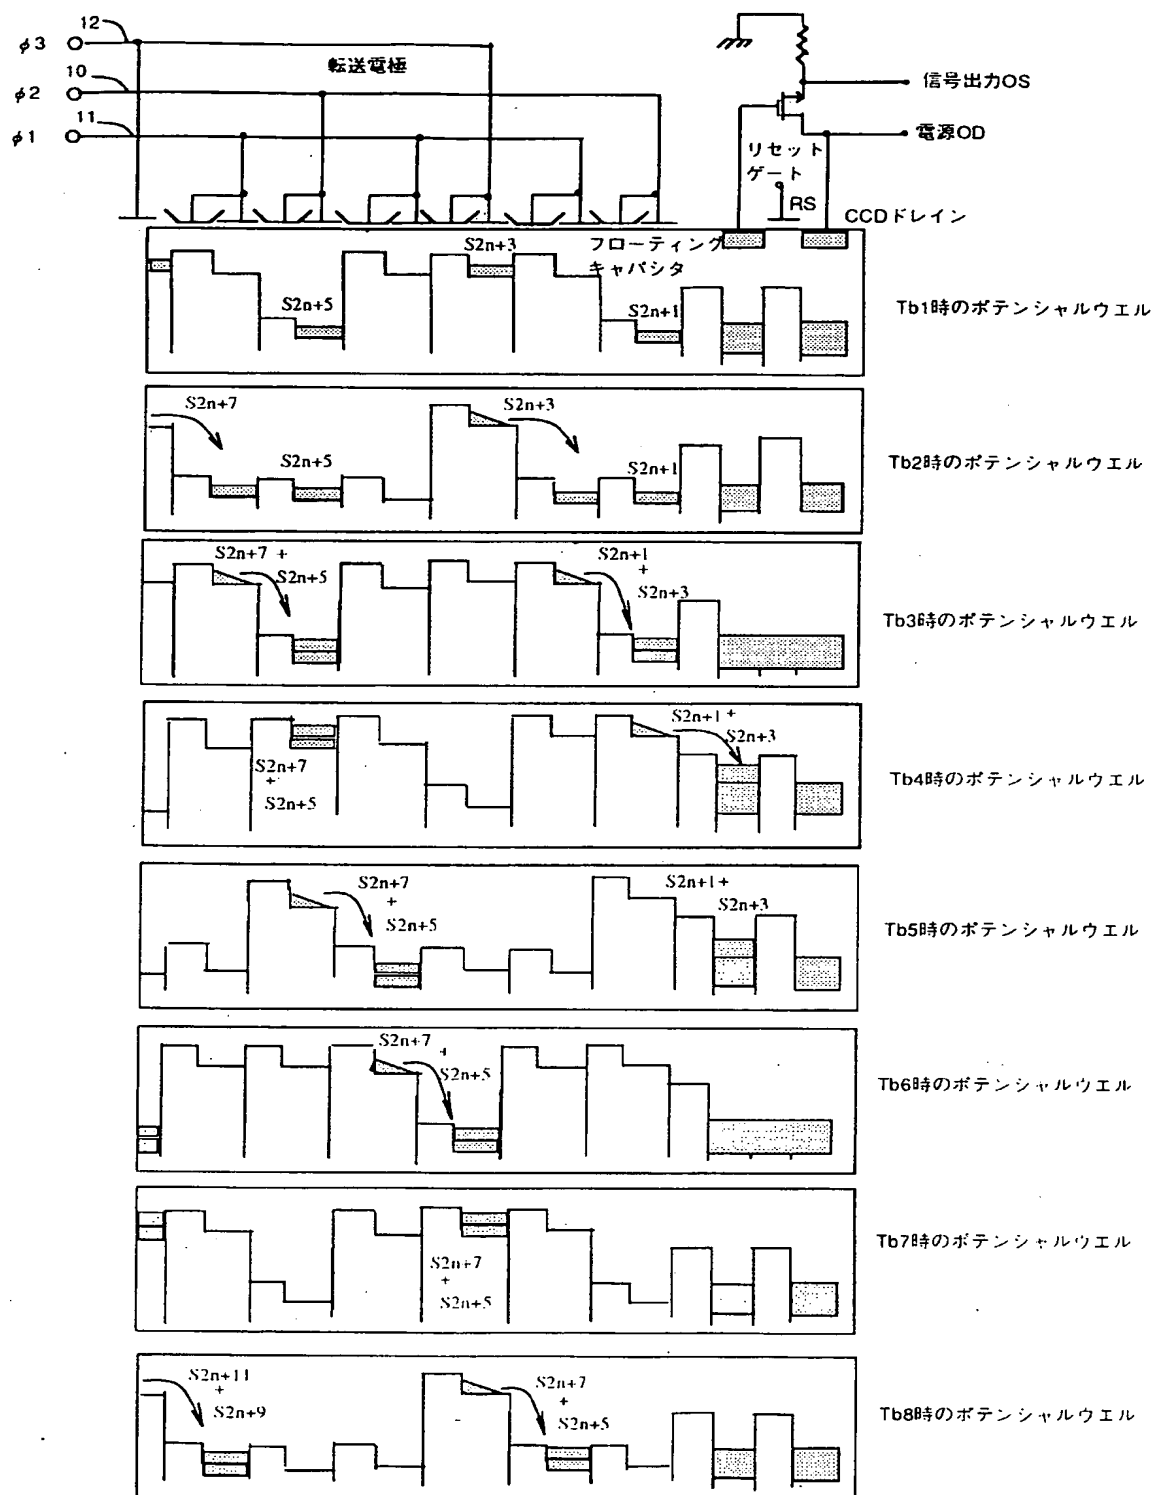 12
φ3
転送電極
10
φ2
11
φ1
信号出力OS
電源OD
リセット
ゲート
RS
CCDドレイン
フローティング
キャパシタ
S2n+3
S2n+5
S2n+1
Tb1時のポテンシャルウエル
S2n+7
S2n+3
S2n+5
S2n+1
Tb2時のポテンシャルウエル
S2n+7 +
S2n+5
S2n+1
+
S2n+3
Tb3時のポテンシャルウエル
S2n+7
+
S2n+5
S2n+1 +
S2n+3
Tb4時のポテンシャルウエル
S2n+7
+
S2n+5
S2n+1 +
S2n+3
Tb5時のポテンシャルウエル
S2n+7
+
S2n+5
Tb6時のポテンシャルウエル
S2n+7
+
S2n+5
Tb7時のポテンシャルウエル
S2n+11
+
S2n+9
S2n+7
+
S2n+5
Tb8時のポテンシャルウエル